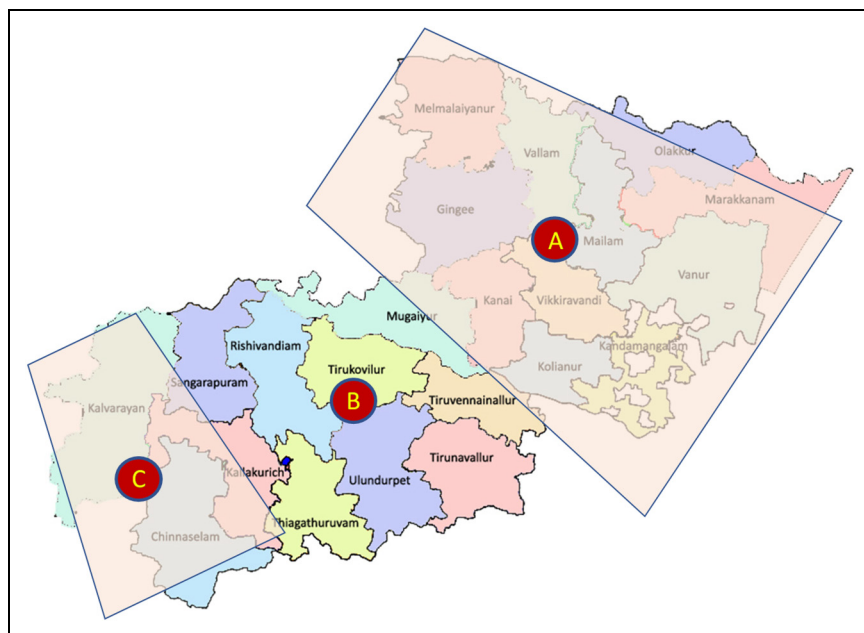 Melmalaiyanur
Vallam
Olakkur
Marakkanam
Gingee
A
Mailam
Vanur
Kanai
Vikkiravandi
Mugaiyur
Rishivandiam
Kandamangalam
Kolianur
Tirukovilur
Sangarapuram
Kalvarayan
B
Tiruvennainallur
Tirunavallur
Kallakurich
C
Ulundurpet
Thiagathuruvam
Chinnaselam